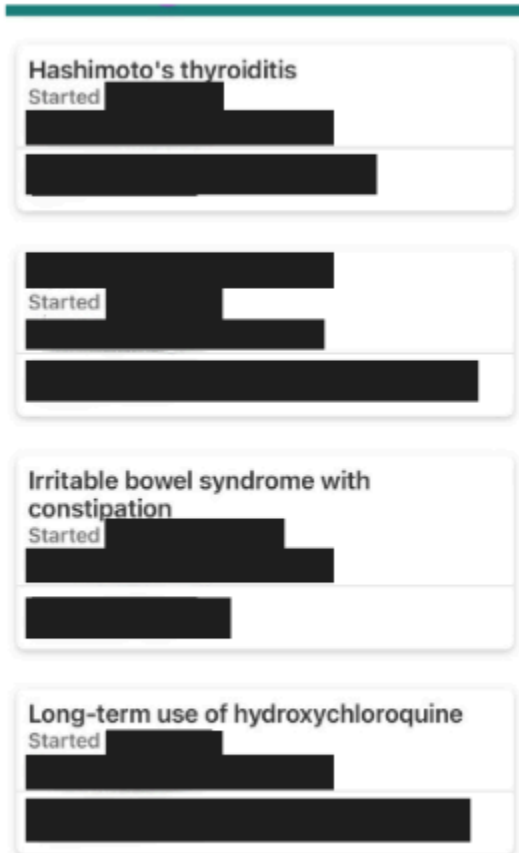 Hashimoto's thyroiditis
Started
Started
Irritable bowel syndrome with
constipation
Started
Long-term use of hydroxychloroquine
Started